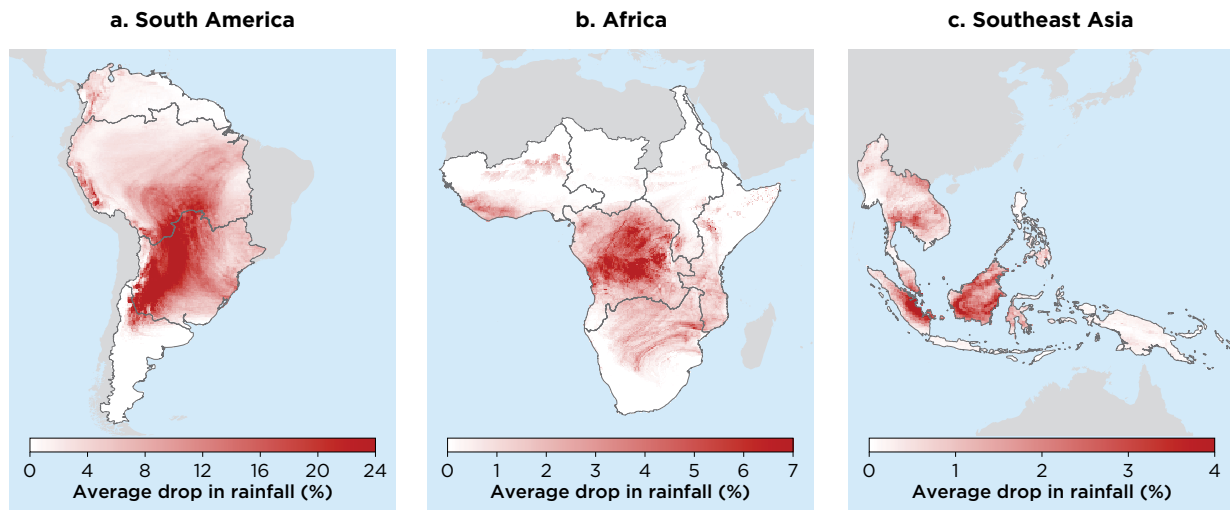 a. South America
b. Africa
c. Southeast Asia
0 4 8 12 16 20 24
Average drop in rainfall (%)
0 1 2 3 4 5 6 7
Average drop in rainfall (%)
0 1 2 3 4
Average drop in rainfall (%)